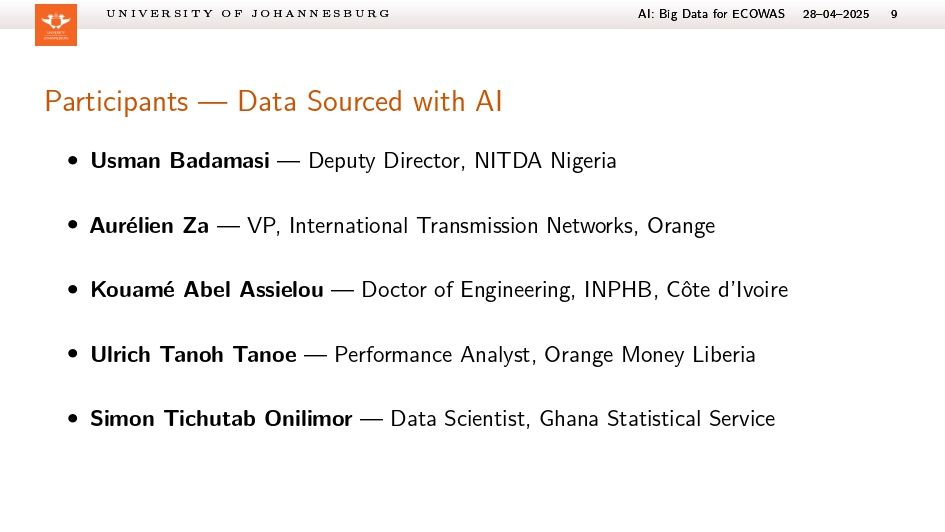 UNIVERSITY OF JOHANNESBURG
AI: Big Data for ECOWAS 28–04–2025 9
UNIVERSITY
JOHANNESBURG
Participants — Data Sourced with AI
• Usman Badamasi — Deputy Director, NITDA Nigeria
• Aurélien Za — VP, International Transmission Networks, Orange
• Kouamé Abel Assielou — Doctor of Engineering, INPHB, Côte d'Ivoire
• Ulrich Tanoh Tanoe — Performance Analyst, Orange Money Liberia
• Simon Tichutab Onilimor — Data Scientist, Ghana Statistical Service